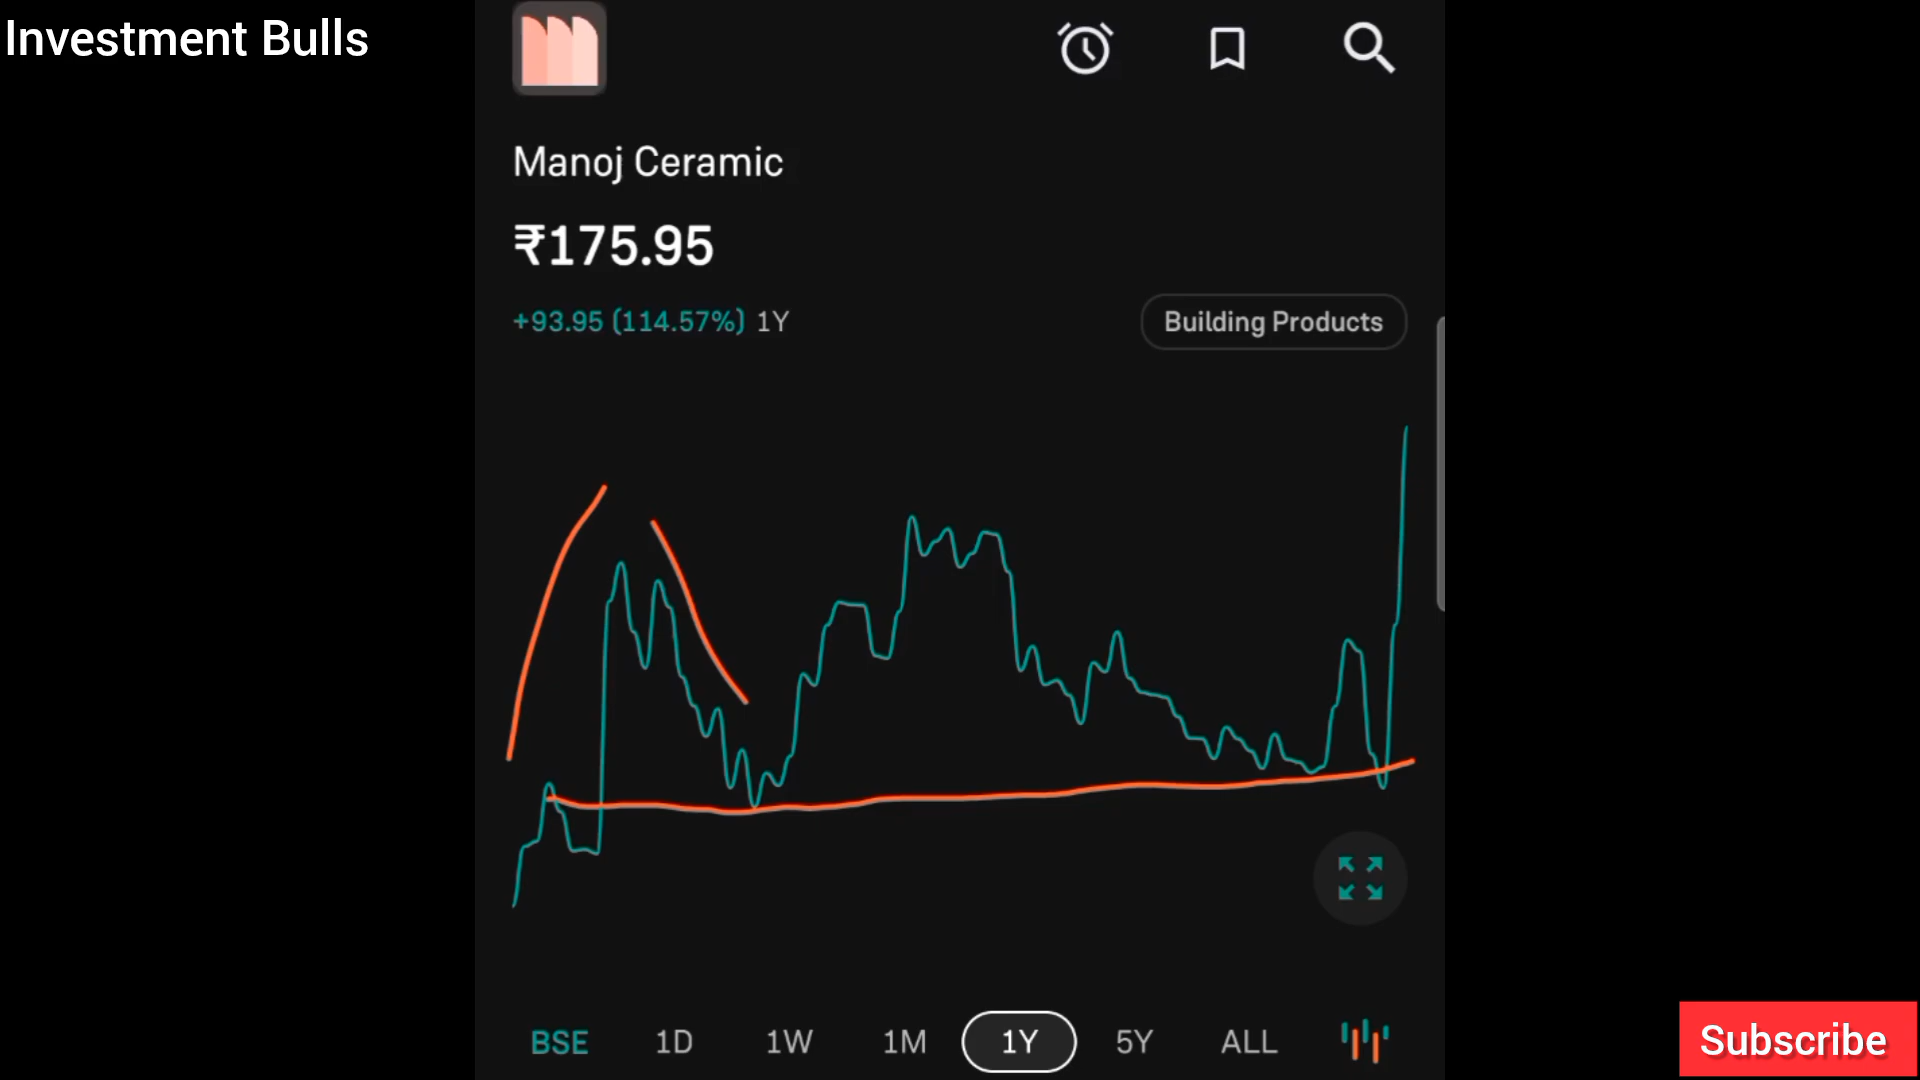 Investment Bulls
Manoj Ceramic
₹175.95
+93.95 (114.57%) 1Y
Building Products
BSE 1D 1W 1M 1Y 5Y ALL
Subscribe